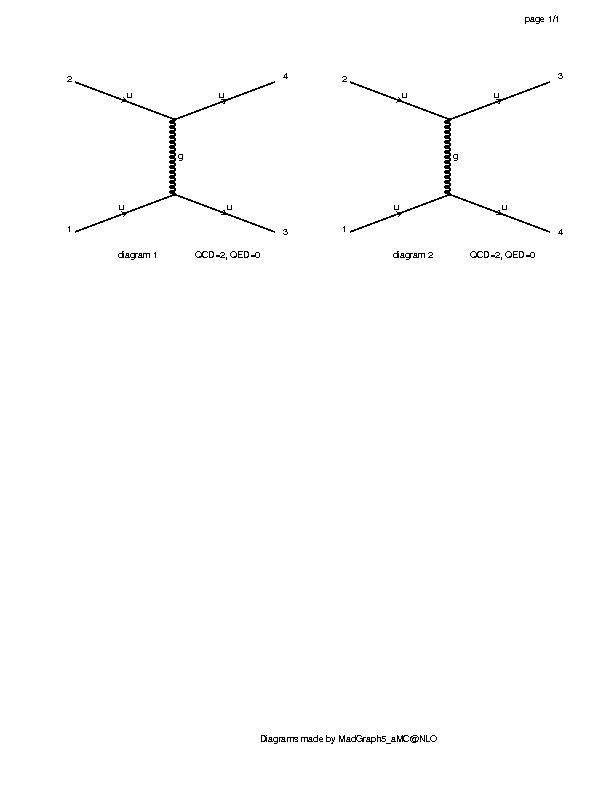 page 1/1
2 u u 4
g
1 u u 3
diagram 1 QCD=2, QED=0
2 u u 3
g
1 u u 4
diagram 2 QCD=2, QED=0
Diagrams made by MadGraph5_aMC@NLO